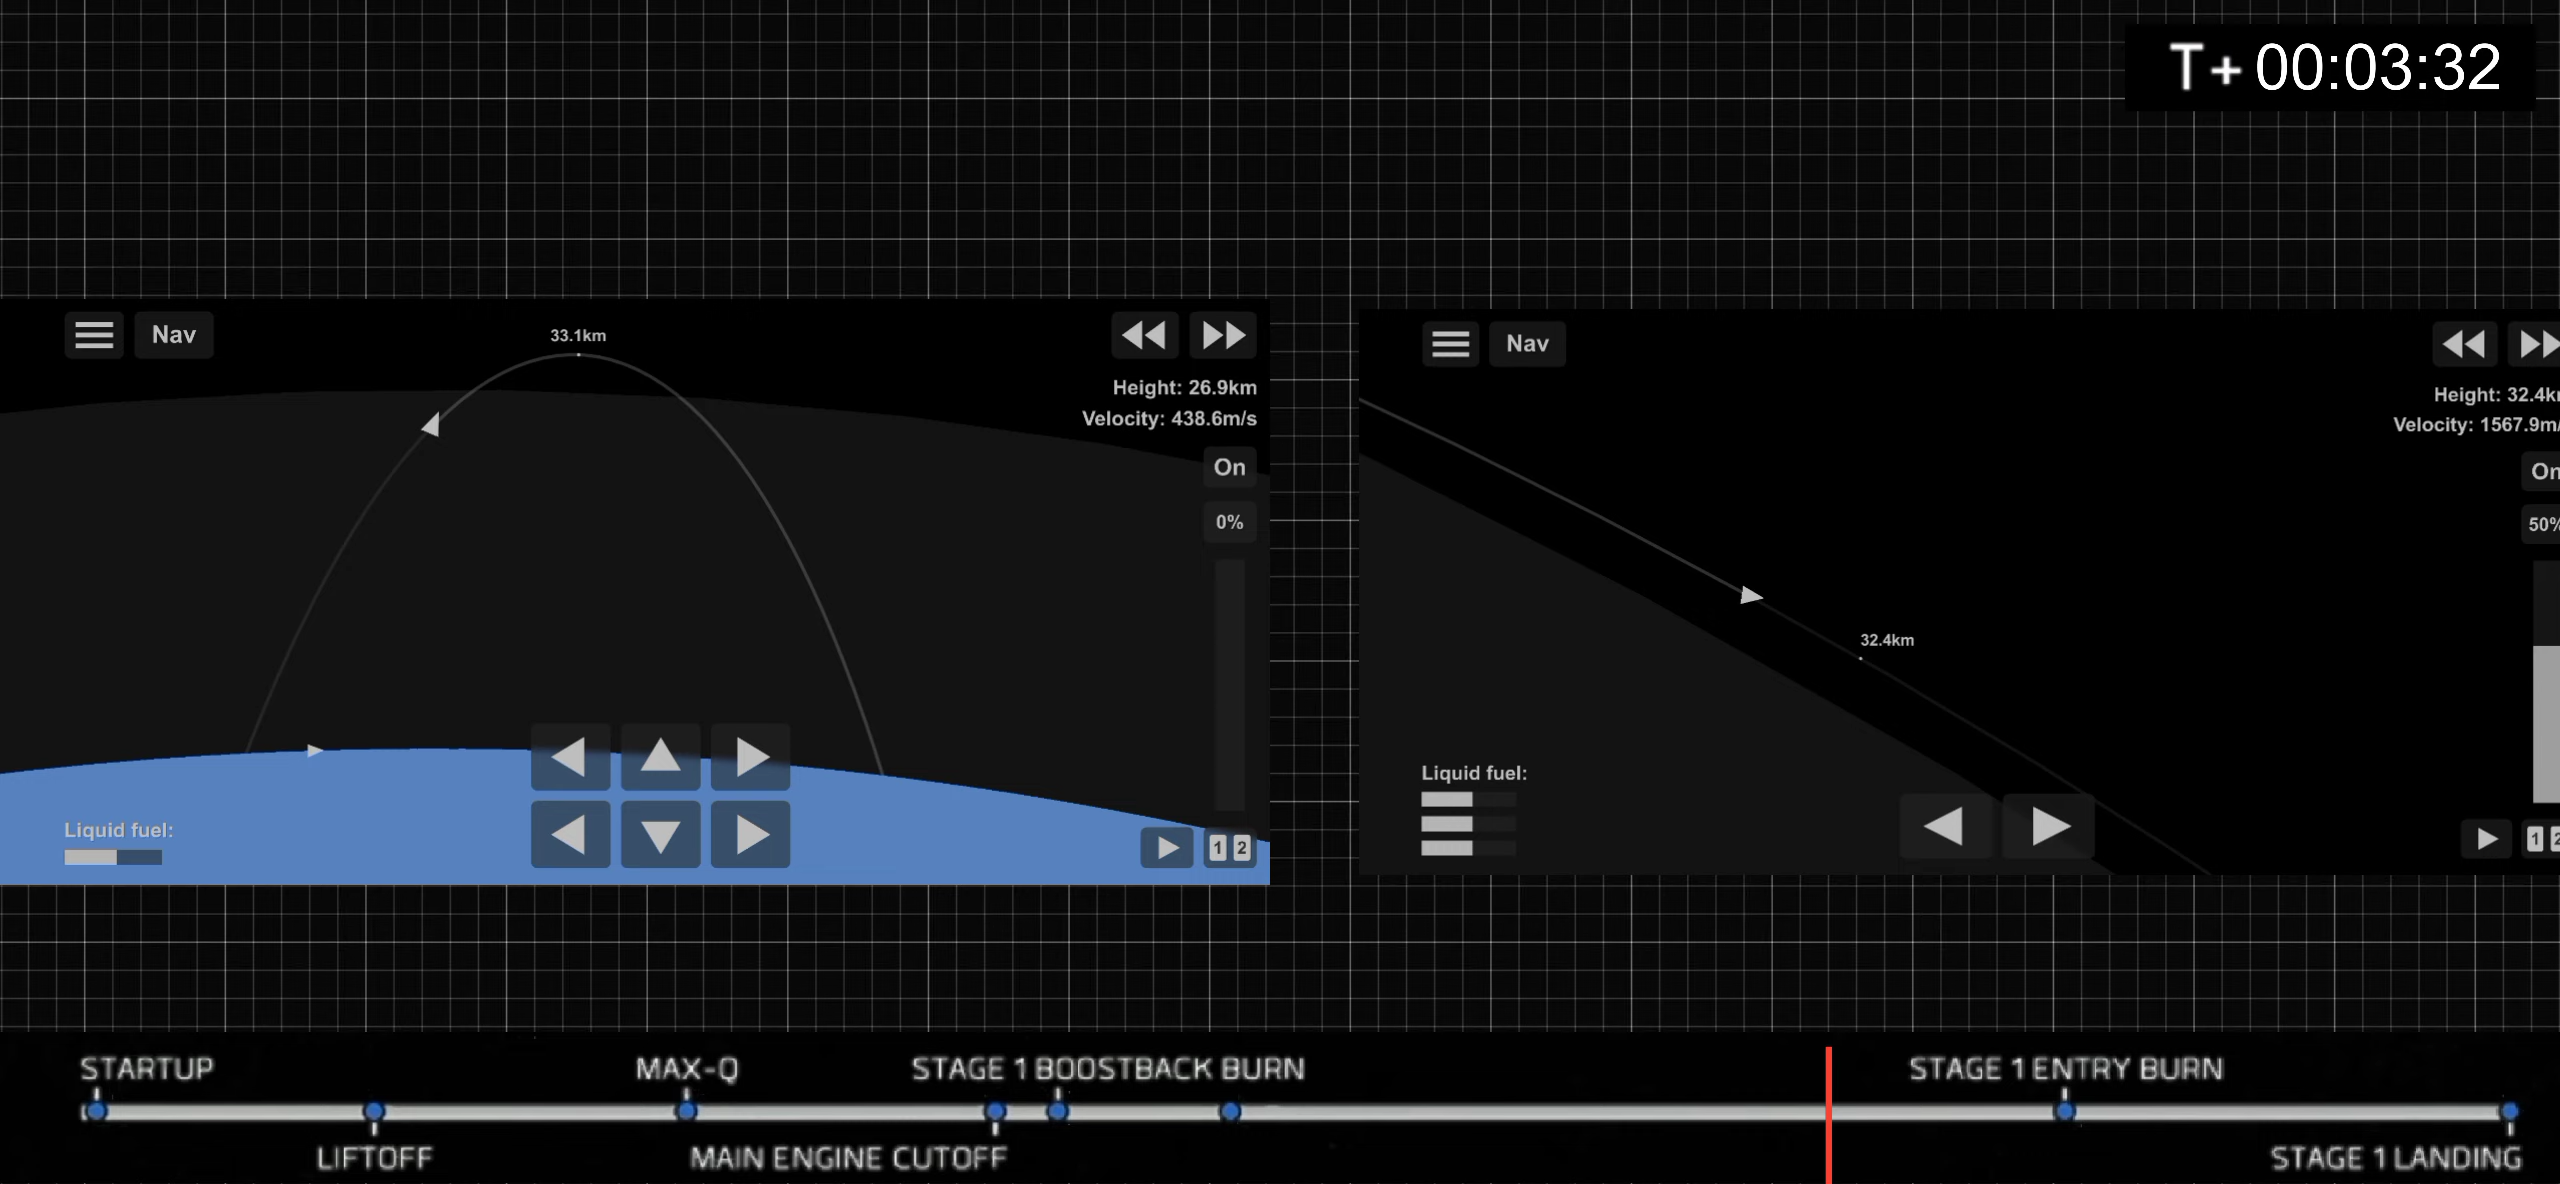 T+ 00:03:32
Nav
33.1km
Height: 26.9km
Velocity: 438.6m/s
On
0%
Liquid fuel:
1 2
Nav
Height: 32.4k
Velocity: 1567.9m/
On
50%
32.4km
Liquid fuel:
1 2
STARTUP
MAX-Q
STAGE 1 BOOSTBACK BURN
STAGE 1 ENTRY BURN
LIFTOFF
MAIN ENGINE CUTOFF
STAGE 1 LANDING